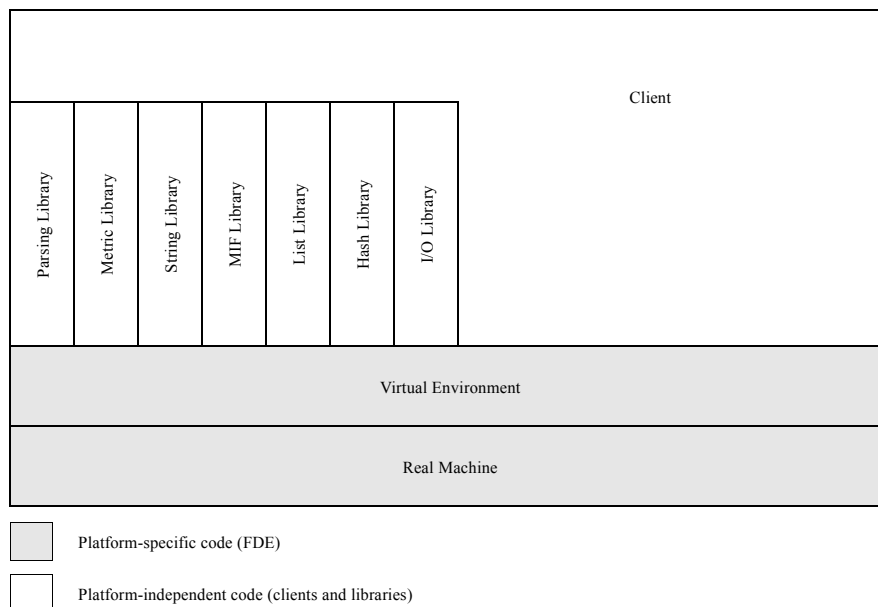 Client
Parsing Library
Metric Library
String Library
MIF Library
List Library
Hash Library
I/O Library
Virtual Environment
Real Machine
Platform-specific code (FDE)
Platform-independent code (clients and libraries)